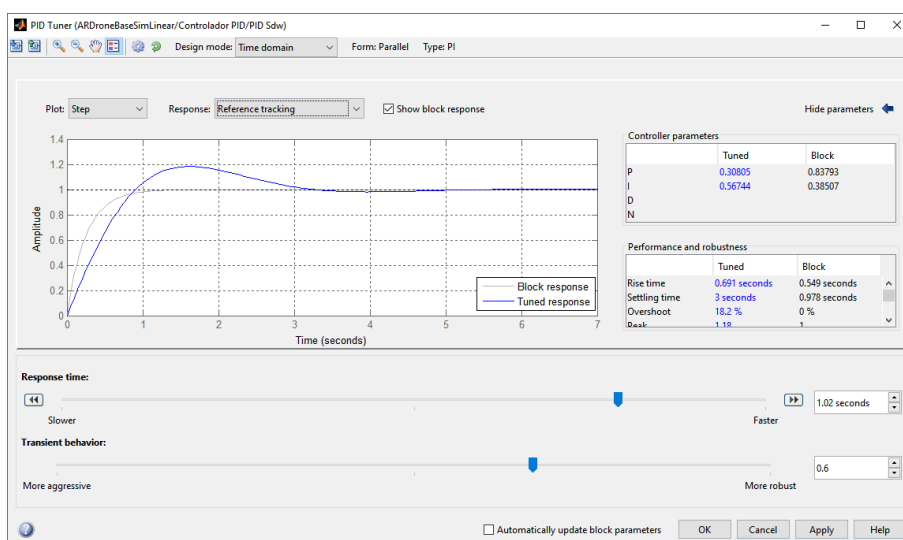 PID Tuner (ARDroneBaseSimLinear/Controlador PID/PID Sdw)
Design mode: Time domain Form: Parallel Type: PI
Plot: Step Response: Reference tracking Show block response Hide parameters
Controller parameters
Tuned Block
P 0.30805 0.83793
I 0.56744 0.38507
D
N
Performance and robustness
Tuned Block
Rise time 0.691 seconds 0.549 seconds
Settling time 3 seconds 0.978 seconds
Overshoot 18.2 % 0 %
Peak 1.18 1
1.4
1.2
1
0.8
0.6
0.4
0.2
0
Amplitude
Block response
Tuned response
0 1 2 3 4 5 6 7
Time (seconds)
Response time:
1.02 seconds
Slower Faster
Transient behavior:
0.6
More aggressive More robust
Automatically update block parameters OK Cancel Apply Help